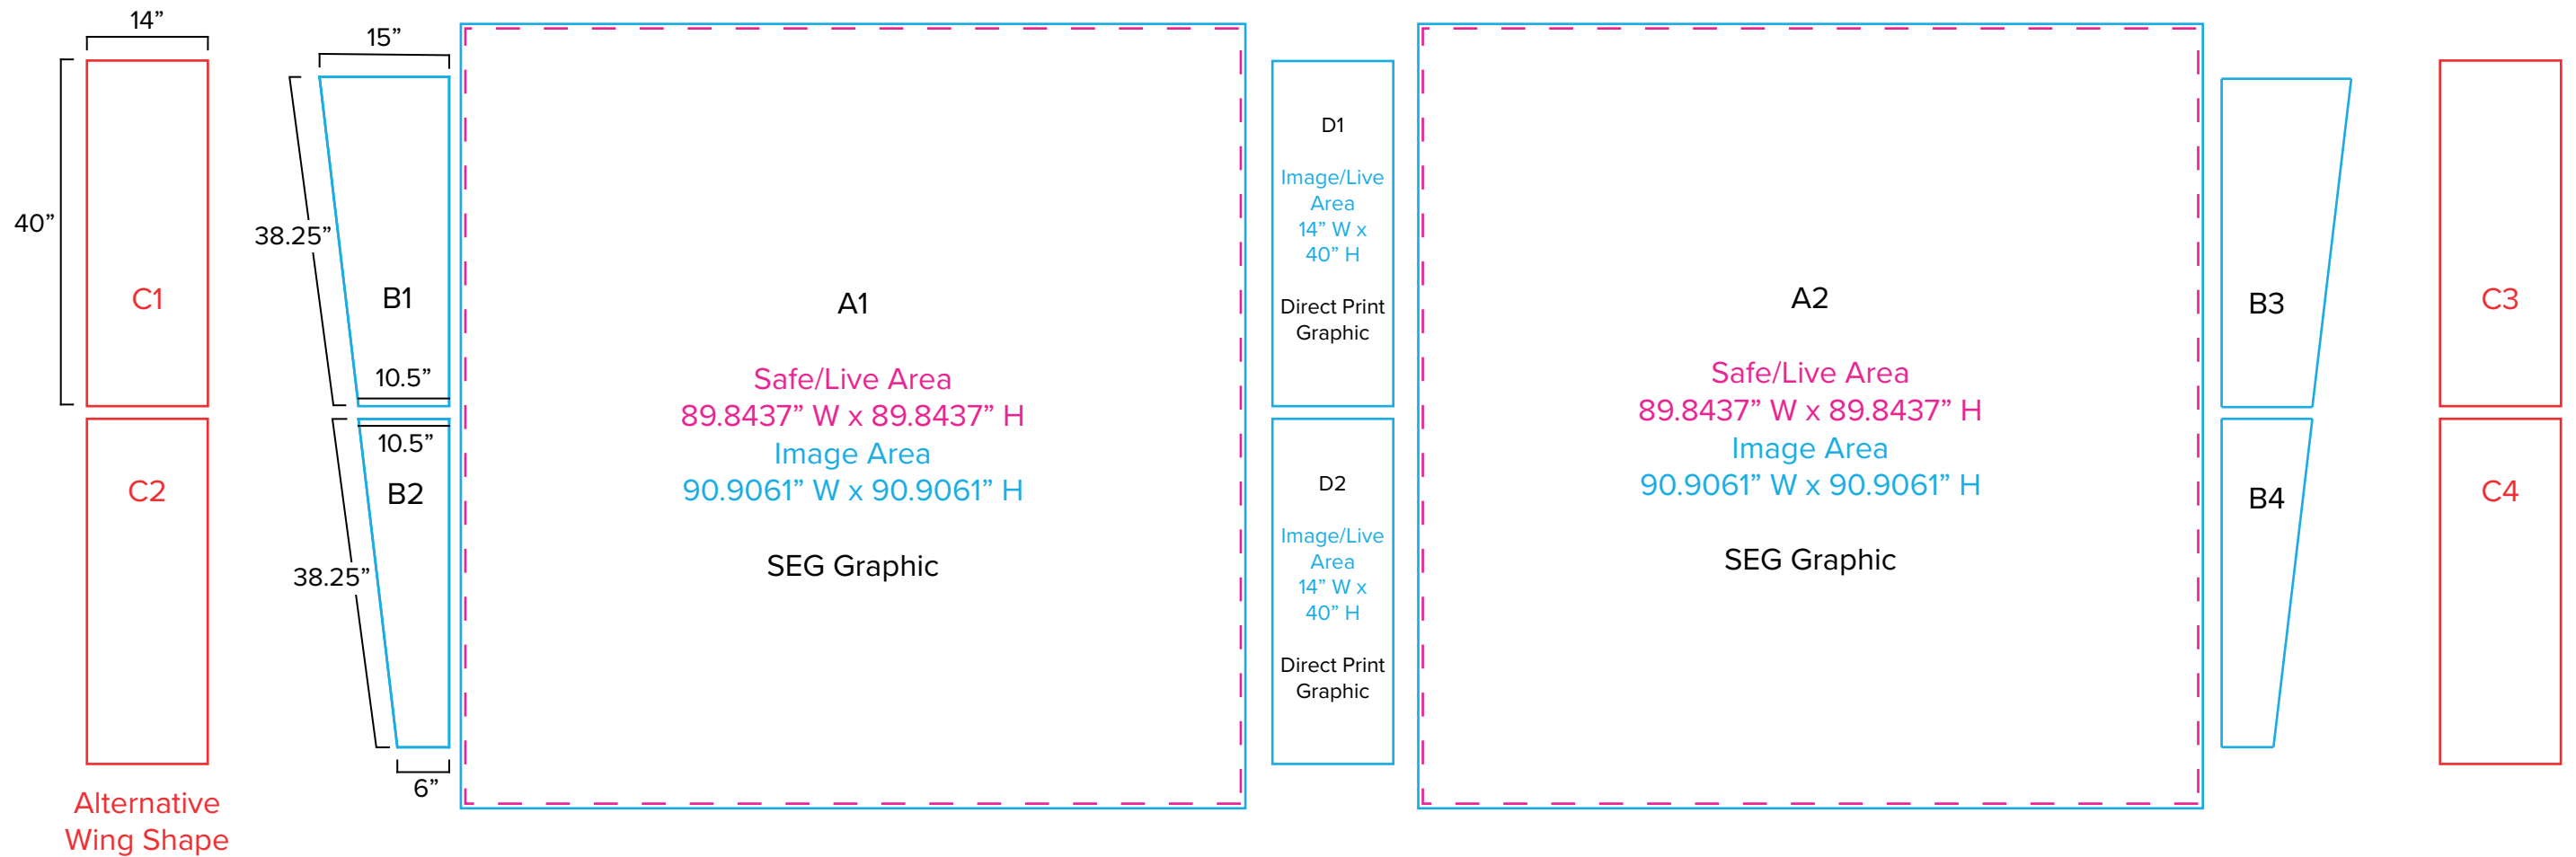 14”
40”
C1
C2
Alternative
Wing Shape
15”
38.25”
B1
10.5”
10.5”
B2
38.25”
6”
A1
Safe/Live Area
89.8437” W x 89.8437” H
Image Area
90.9061” W x 90.9061” H
SEG Graphic
D1
Image/Live
Area
14” W x
40” H
Direct Print
Graphic
D2
Image/Live
Area
14” W x
40” H
Direct Print
Graphic
A2
Safe/Live Area
89.8437” W x 89.8437” H
Image Area
90.9061” W x 90.9061” H
SEG Graphic
B3
B4
C3
C4